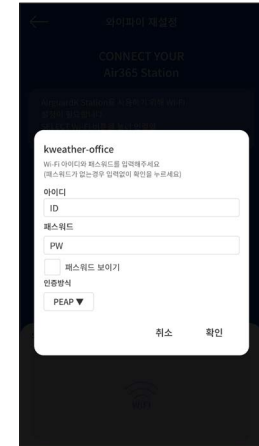 와이파이 재설정
CONNECT YOUR
Air365 Station
kweather-office
Wi-Fi 아이디와 패스워드를 입력해주세요
(패스워드가 없는경우 입력없이 확인을 누르세요)
아이디
ID
패스워드
PW
패스워드 보이기
인증방식
PEAP ▼
취소 확인